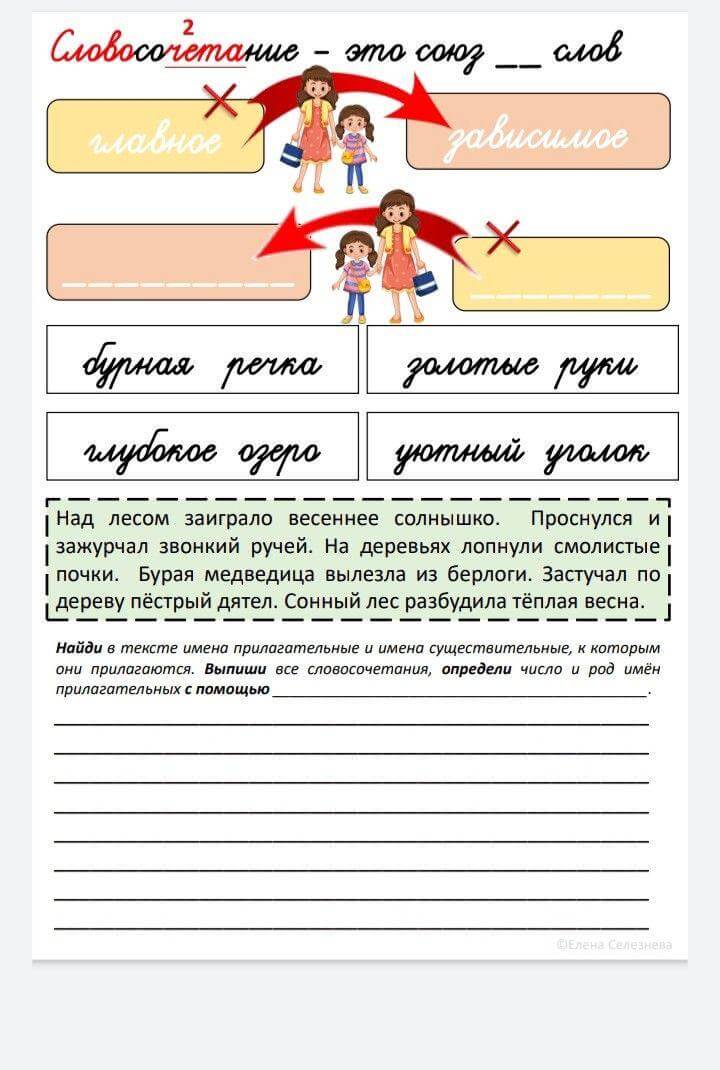 2
Словосочетание – это союз __ слов
главное зависимое
_ _ _ _ _ _ _ _ _ _ _ _ _ _ _ _
бурная речка золотые руки
глубокое озеро уютный уголок
Над лесом заиграло весеннее солнышко. Проснулся и
зажурчал звонкий ручей. На деревьях лопнули смолистые
почки. Бурая медведица вылезла из берлоги. Застучал по
дереву пёстрый дятел. Сонный лес разбудила тёплая весна.
Найди в тексте имена прилагательные и имена существительные, к которым
они прилагаются. Выпиши все словосочетания, определи число и род имён
прилагательных с помощью ____________________.
©Елена Селезнева